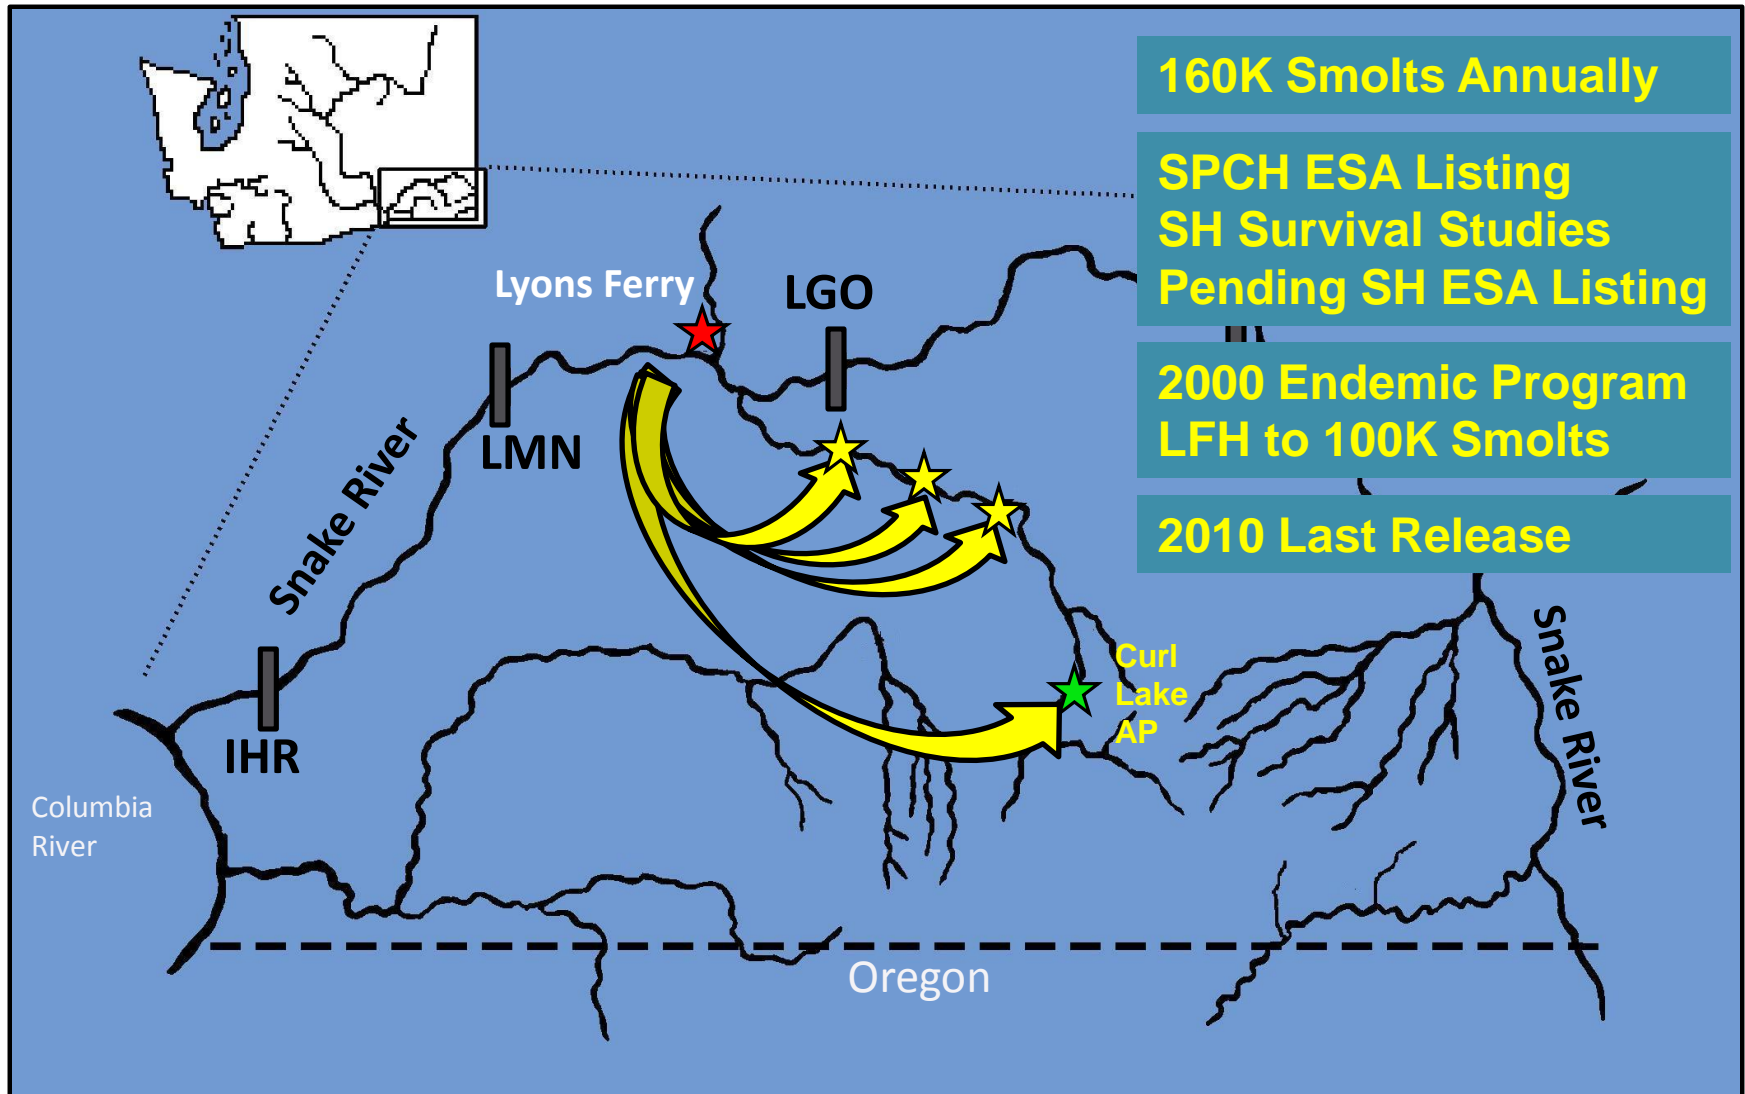 160K Smolts Annually
SPCH ESA Listing
SH Survival Studies
Pending SH ESA Listing
2000 Endemic Program
LFH to 100K Smolts
2010 Last Release
Lyons Ferry
LGO
LMN
Snake River
IHR
Columbia
River
Curl
Lake
AP
Snake River
Oregon